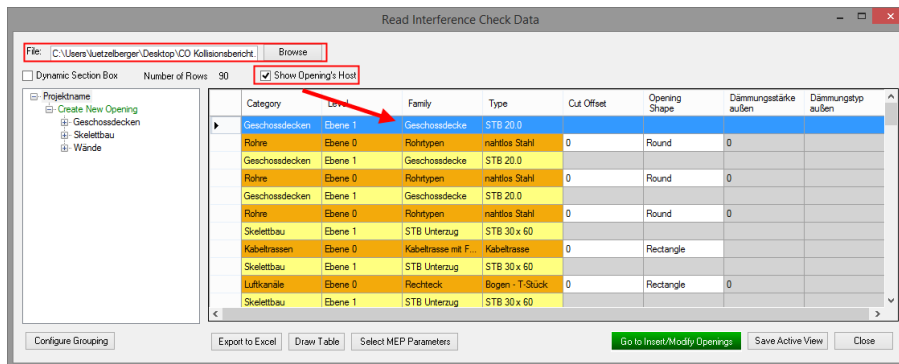 Read Interference Check Data
File: C:\Users\luetzelberger\Desktop\CO Kollisionsbericht. Browse
Dynamic Section Box Number of Rows 90 Show Opening's Host
Projektname
Create New Opening
Geschossdecken
Skelettbau
Wände
Category Level Family Type Cut Offset Opening Shape Dämmungsstärke außen Dämmungstyp außen
Geschossdecken Ebene 1 Geschossdecke STB 20.0
Rohre Ebene 0 Rohrtypen nahtlos Stahl 0 Round 0
Geschossdecken Ebene 1 Geschossdecke STB 20.0
Rohre Ebene 0 Rohrtypen nahtlos Stahl 0 Round 0
Geschossdecken Ebene 1 Geschossdecke STB 20.0
Rohre Ebene 0 Rohrtypen nahtlos Stahl 0 Round 0
Skelettbau Ebene 1 STB Unterzug STB 30 x 60
Kabeltrassen Ebene 0 Kabeltrasse mit F... Kabeltrasse 0 Rectangle
Skelettbau Ebene 1 STB Unterzug STB 30 x 60
Luftkanäle Ebene 0 Rechteck Bogen - T-Stück 0 Rectangle 0
Skelettbau Ebene 1 STB Unterzug STB 30 x 60
Configure Grouping Export to Excel Draw Table Select MEP Parameters Go to Insert/Modify Openings Save Active View Close